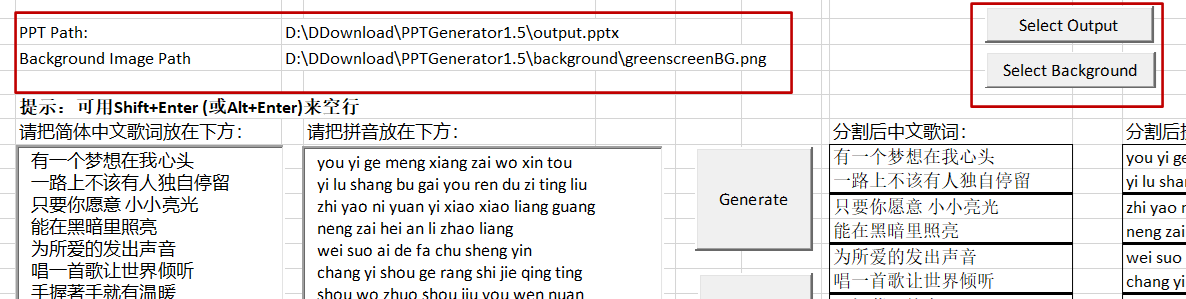 PPT Path:
D:\DDownload\PPTGenerator1.5\output.pptx
Select Output
Background Image Path
D:\DDownload\PPTGenerator1.5\background\greenscreenBG.png
Select Background
提示：可用Shift+Enter (或Alt+Enter)来空行
请把简体中文歌词放在下方：
请把拼音放在下方：
分割后中文歌词：
分割后
有一个梦想在我心头
一路上不该有人独自停留
只要你愿意 小小亮光
能在黑暗里照亮
为所爱的发出声音
唱一首歌让世界倾听
手握著手就有温暖
you yi ge meng xiang zai wo xin tou
yi lu shang bu gai you ren du zi ting liu
zhi yao ni yuan yi xiao xiao liang guang
neng zai hei an li zhao liang
wei suo ai de fa chu sheng yin
chang yi shou ge rang shi jie qing ting
shou wo zhuo shou jiu you wen nuan
Generate
有一个梦想在我心头
一路上不该有人独自停留
只要你愿意 小小亮光
能在黑暗里照亮
为所爱的发出声音
唱一首歌让世界倾听
you yi ge
yi lu sha
zhi yao n
neng zai
wei suo
chang yi